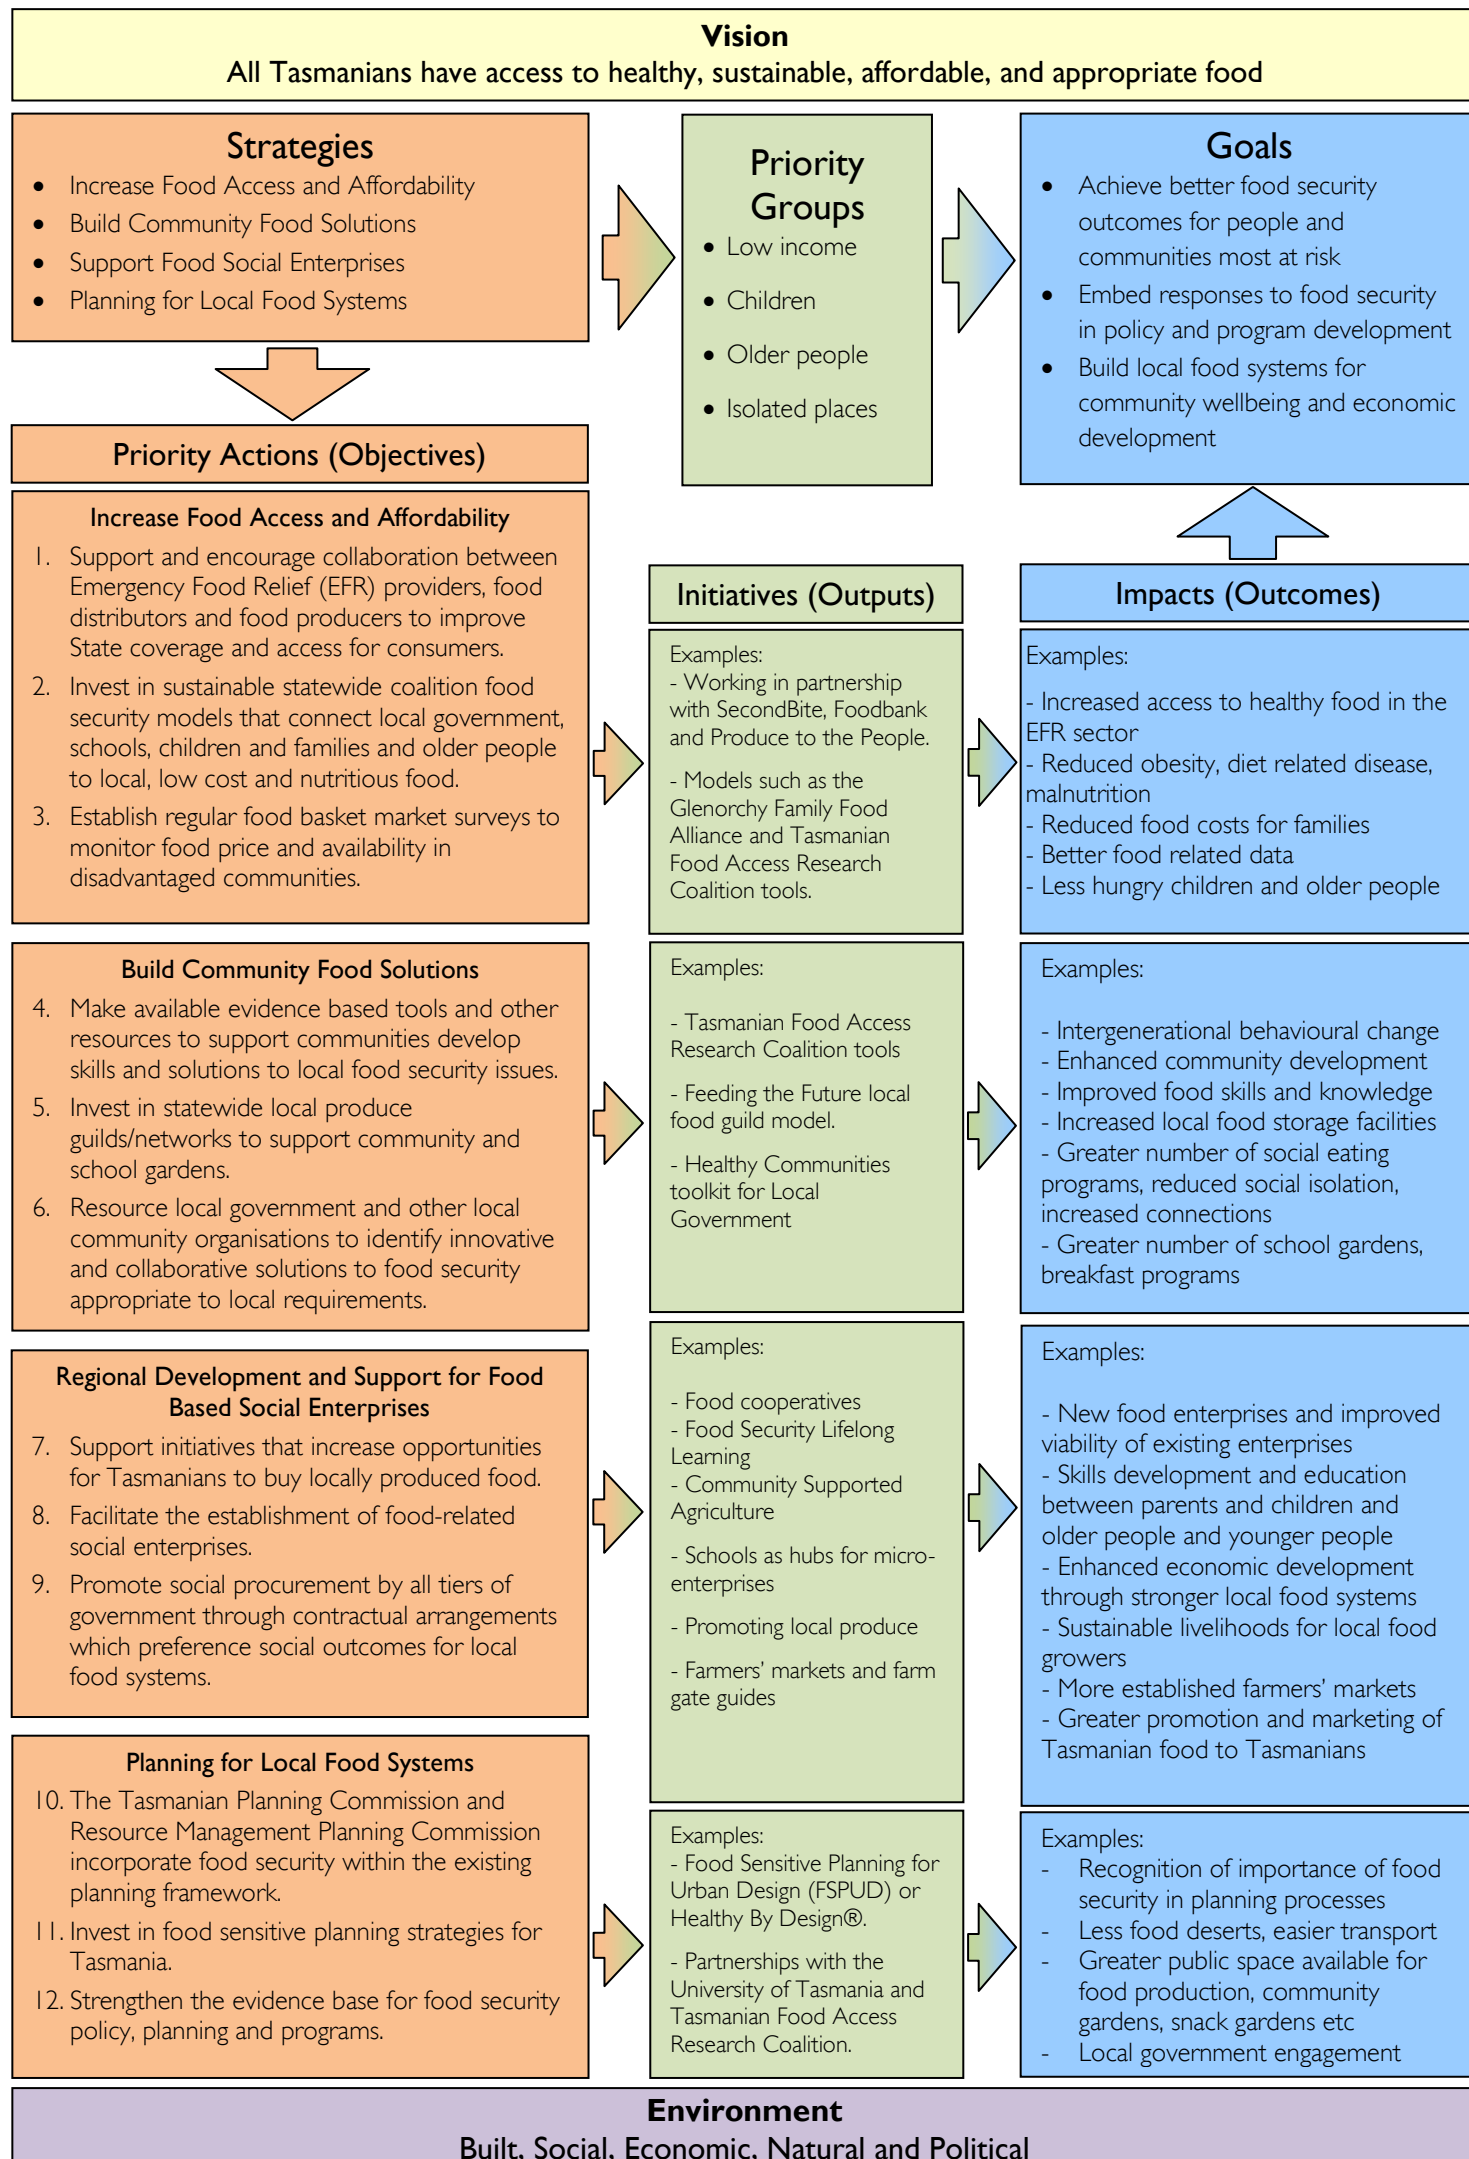 Vision
All Tasmanians have access to healthy, sustainable, affordable, and appropriate food
Strategies
• Increase Food Access and Affordability
• Build Community Food Solutions
• Support Food Social Enterprises
• Planning for Local Food Systems
Priority
Groups
• Low income
• Children
• Older people
• Isolated places
Goals
• Achieve better food security
outcomes for people and
communities most at risk
• Embed responses to food security
in policy and program development
• Build local food systems for
community wellbeing and economic
development
Priority Actions (Objectives)
Initiatives (Outputs)
Impacts (Outcomes)
Increase Food Access and Affordability
1. Support and encourage collaboration between
Emergency Food Relief (EFR) providers, food
distributors and food producers to improve
State coverage and access for consumers.
2. Invest in sustainable statewide coalition food
security models that connect local government,
schools, children and families and older people
to local, low cost and nutritious food.
3. Establish regular food basket market surveys to
monitor food price and availability in
disadvantaged communities.
Examples:
- Working in partnership
with SecondBite, Foodbank
and Produce to the People.
- Models such as the
Glenorchy Family Food
Alliance and Tasmanian
Food Access Research
Coalition tools.
Examples:
- Increased access to healthy food in the
EFR sector
- Reduced obesity, diet related disease,
malnutrition
- Reduced food costs for families
- Better food related data
- Less hungry children and older people
Build Community Food Solutions
4. Make available evidence based tools and other
resources to support communities develop
skills and solutions to local food security issues.
5. Invest in statewide local produce
guilds/networks to support community and
school gardens.
6. Resource local government and other local
community organisations to identify innovative
and collaborative solutions to food security
appropriate to local requirements.
Examples:
- Tasmanian Food Access
Research Coalition tools
- Feeding the Future local
food guild model.
- Healthy Communities
toolkit for Local
Government
Examples:
- Intergenerational behavioural change
- Enhanced community development
- Improved food skills and knowledge
- Increased local food storage facilities
- Greater number of social eating
programs, reduced social isolation,
increased connections
- Greater number of school gardens,
breakfast programs
Regional Development and Support for Food
Based Social Enterprises
7. Support initiatives that increase opportunities
for Tasmanians to buy locally produced food.
8. Facilitate the establishment of food-related
social enterprises.
9. Promote social procurement by all tiers of
government through contractual arrangements
which preference social outcomes for local
food systems.
Examples:
- Food cooperatives
- Food Security Lifelong
Learning
- Community Supported
Agriculture
- Schools as hubs for micro-
enterprises
- Promoting local produce
- Farmers' markets and farm
gate guides
Examples:
- New food enterprises and improved
viability of existing enterprises
- Skills development and education
between parents and children and
older people and younger people
- Enhanced economic development
through stronger local food systems
- Sustainable livelihoods for local food
growers
- More established farmers' markets
- Greater promotion and marketing of
Tasmanian food to Tasmanians
Planning for Local Food Systems
10. The Tasmanian Planning Commission and
Resource Management Planning Commission
incorporate food security within the existing
planning framework.
11. Invest in food sensitive planning strategies for
Tasmania.
12. Strengthen the evidence base for food security
policy, planning and programs.
Examples:
- Food Sensitive Planning for
Urban Design (FSPUD) or
Healthy By Design®.
- Partnerships with the
University of Tasmania and
Tasmanian Food Access
Research Coalition.
Examples:
- Recognition of importance of food
security in planning processes
- Less food deserts, easier transport
- Greater public space available for
food production, community
gardens, snack gardens etc
- Local government engagement
Environment
Built, Social, Economic, Natural and Political